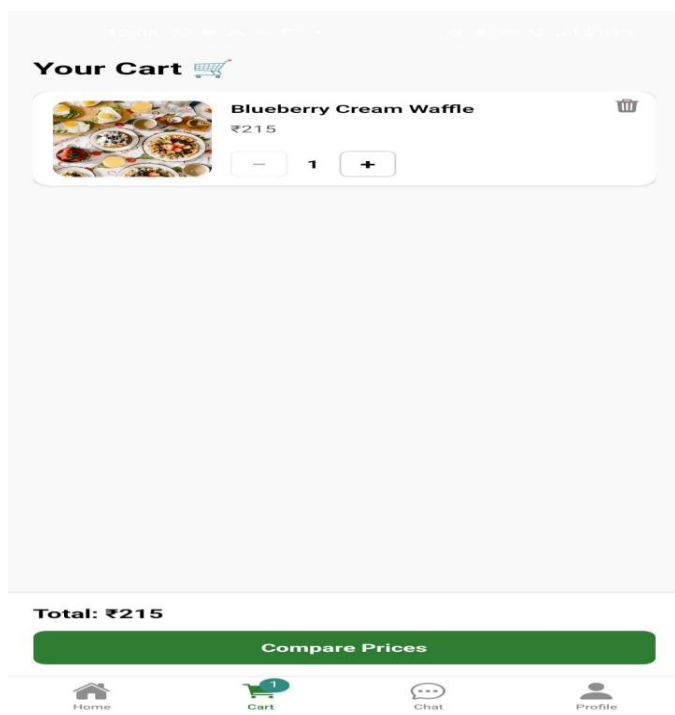 Your Cart 🛒
Blueberry Cream Waffle
₹215
− 1 +
Total: ₹215
Compare Prices
1
Home Cart Chat Profile